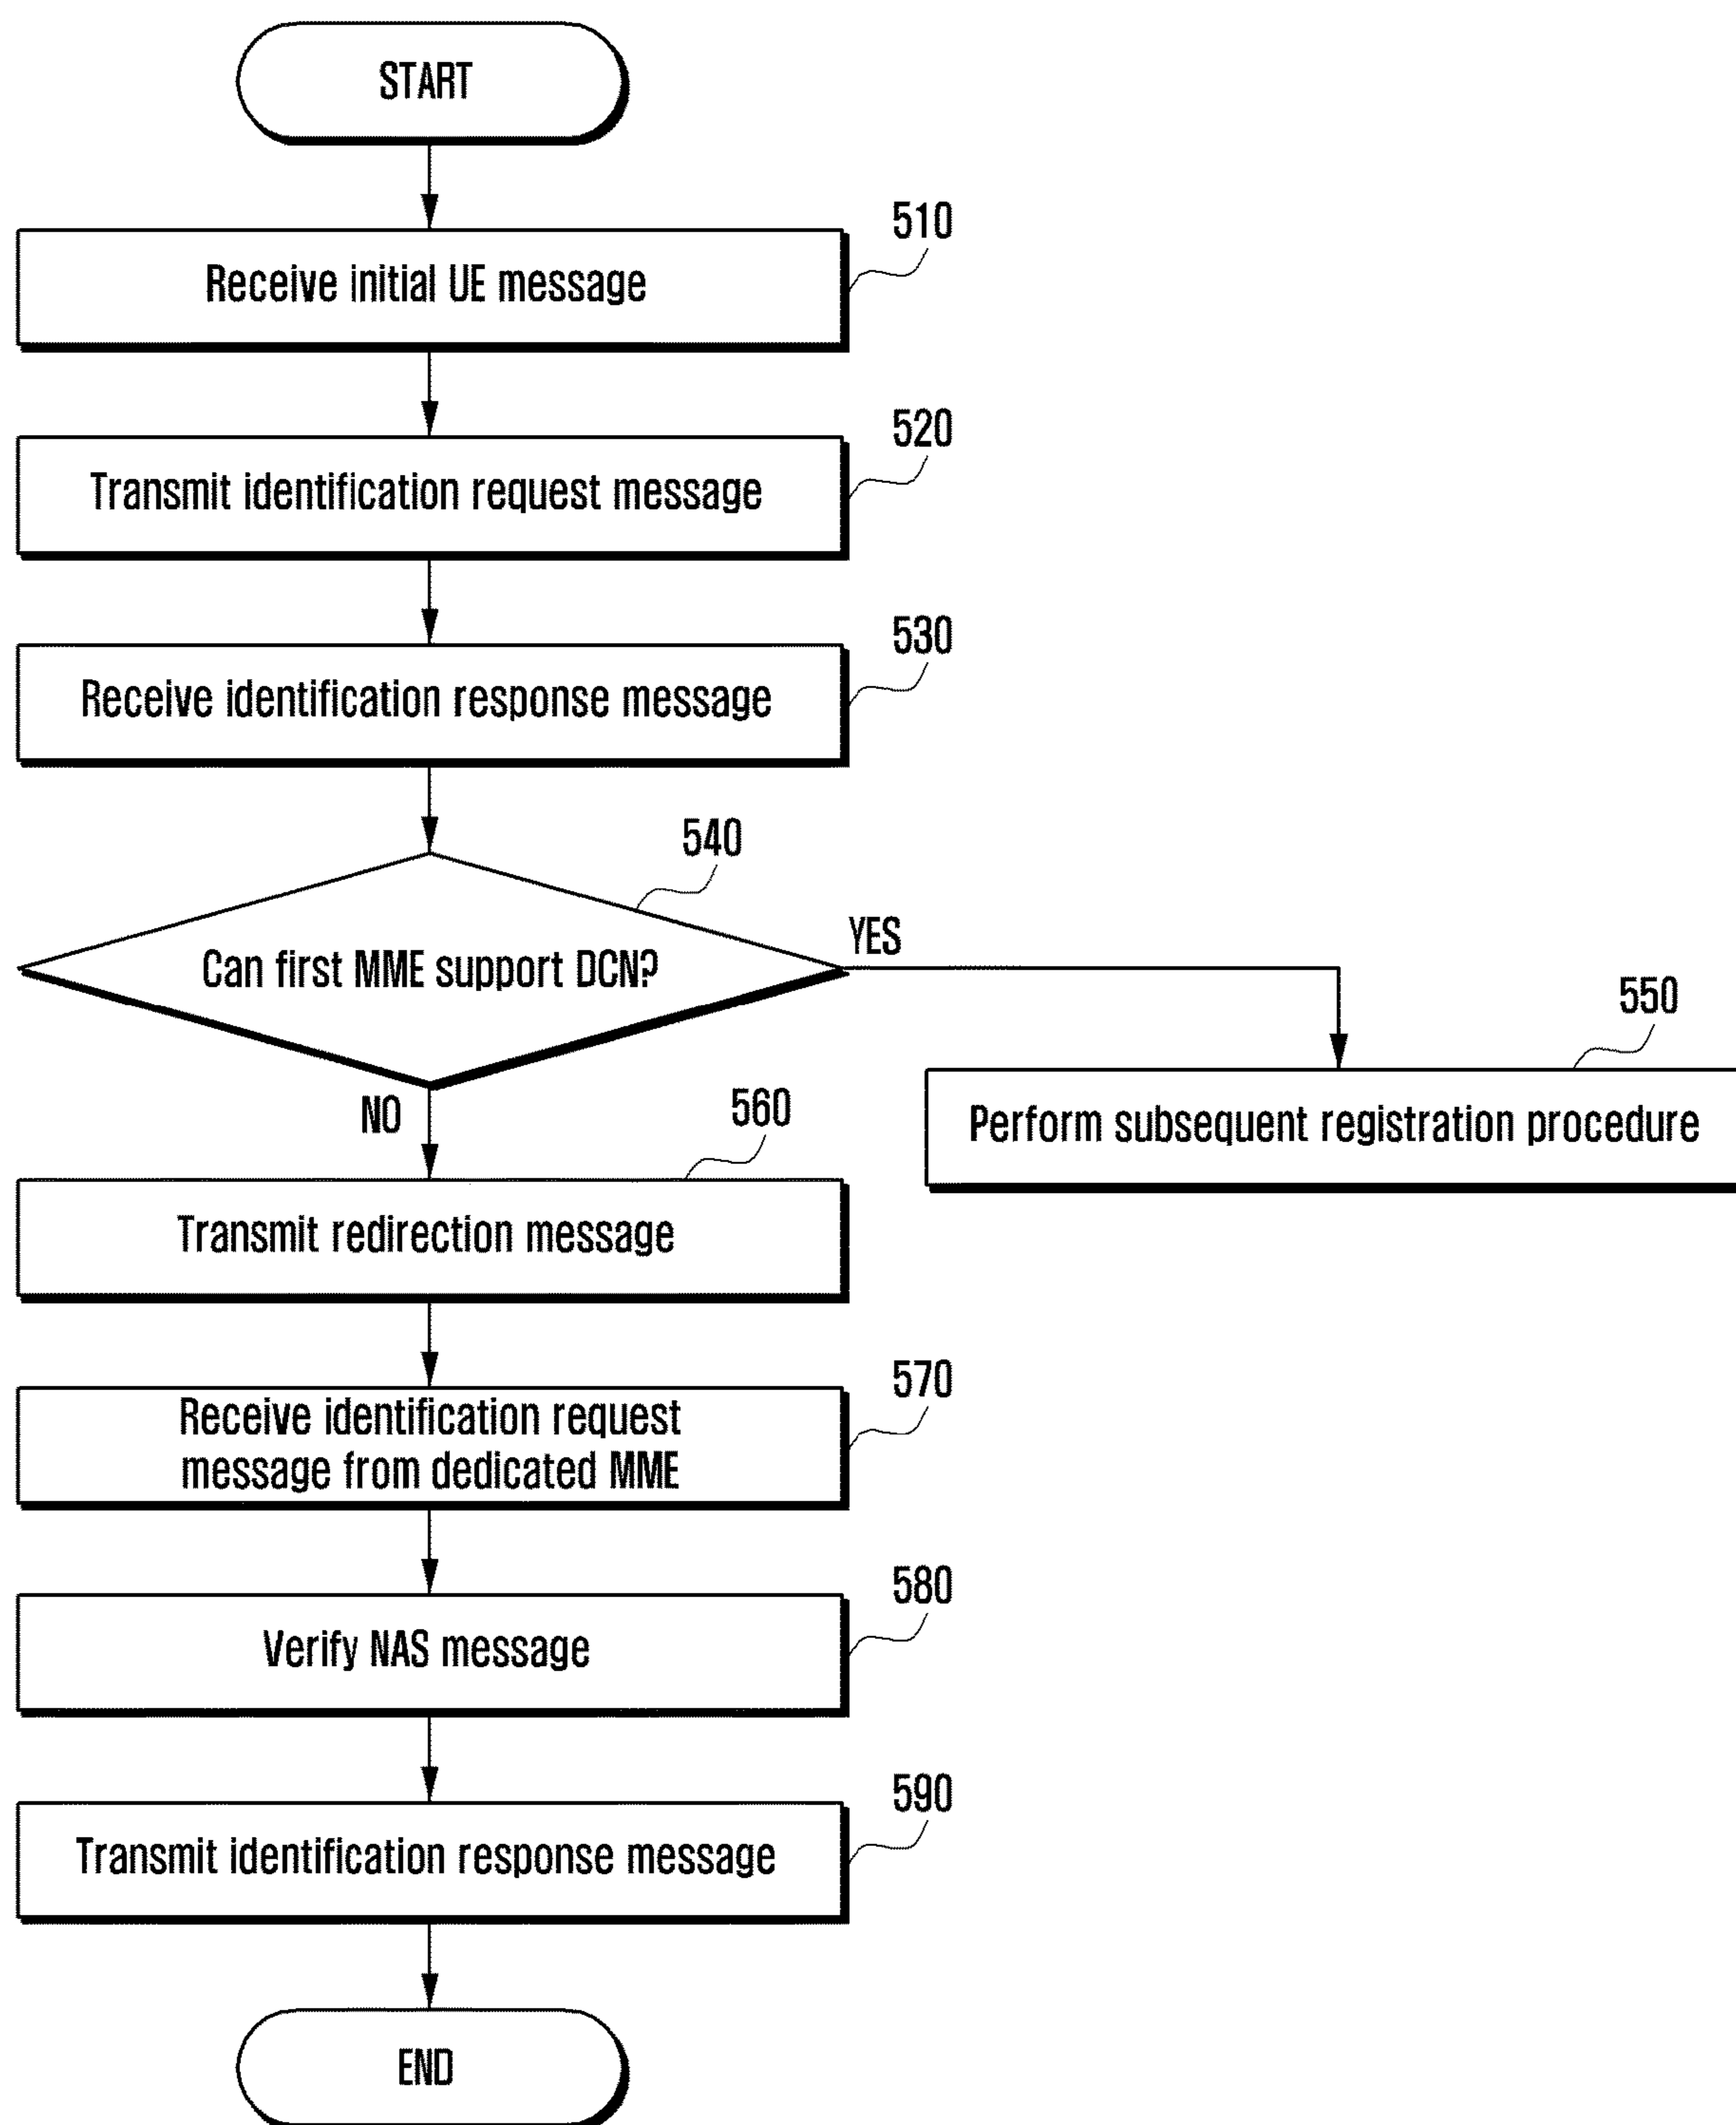 START
510
Receive initial UE message
520
Transmit identification request message
530
Receive identification response message
540
Can first MME support DCN?
YES
550
Perform subsequent registration procedure
NO
560
Transmit redirection message
570
Receive identification request
message from dedicated MME
580
Verify NAS message
590
Transmit identification response message
END